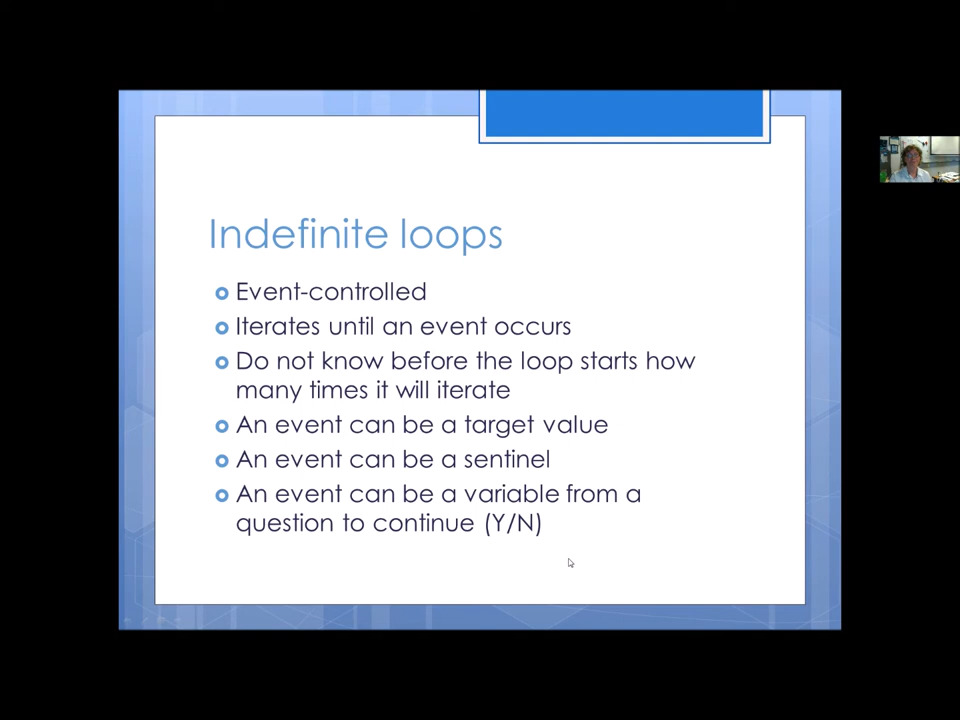 Indefinite loops
Event-controlled
Iterates until an event occurs
Do not know before the loop starts how
many times it will iterate
An event can be a target value
An event can be a sentinel
An event can be a variable from a
question to continue (Y/N)